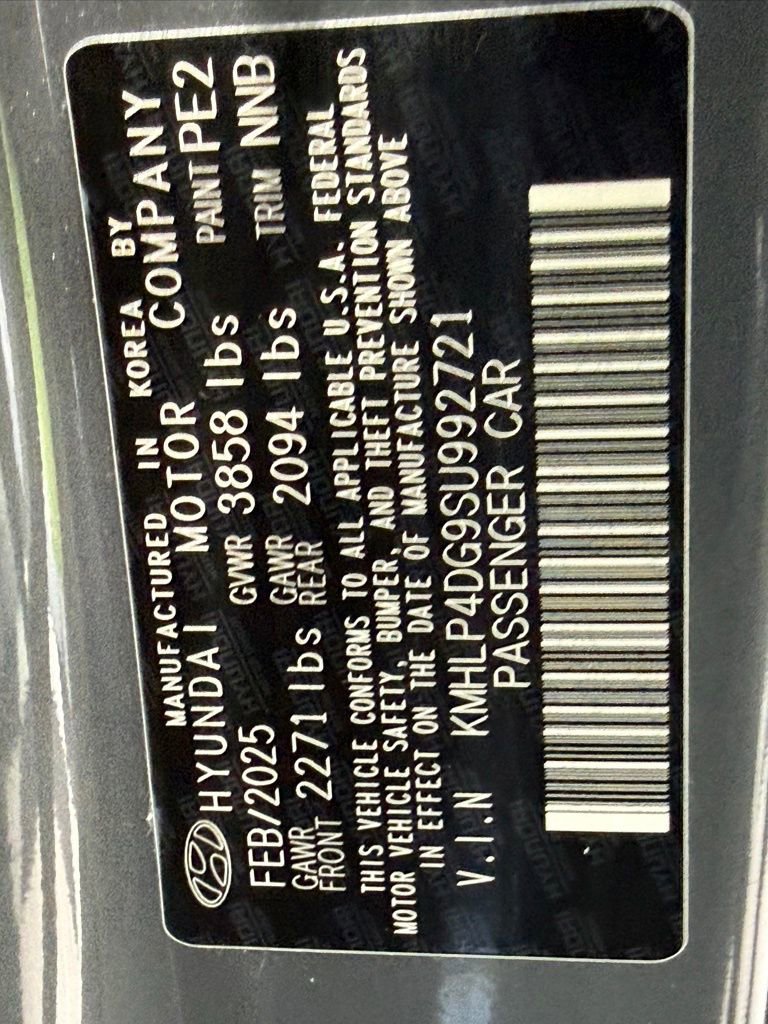 MANUFACTURED IN KOREA BY
HYUNDAI MOTOR COMPANY
FEB/2025 GVWR 3858 lbs PAINT PE2
GAWR FRONT 2271 lbs GAWR REAR 2094 lbs TRIM NNB
THIS VEHICLE CONFORMS TO ALL APPLICABLE U.S.A. FEDERAL
MOTOR VEHICLE SAFETY, BUMPER, AND THEFT PREVENTION STANDARDS
IN EFFECT ON THE DATE OF MANUFACTURE SHOWN ABOVE
V.I.N KMHLP4DG9SU992721
PASSENGER CAR